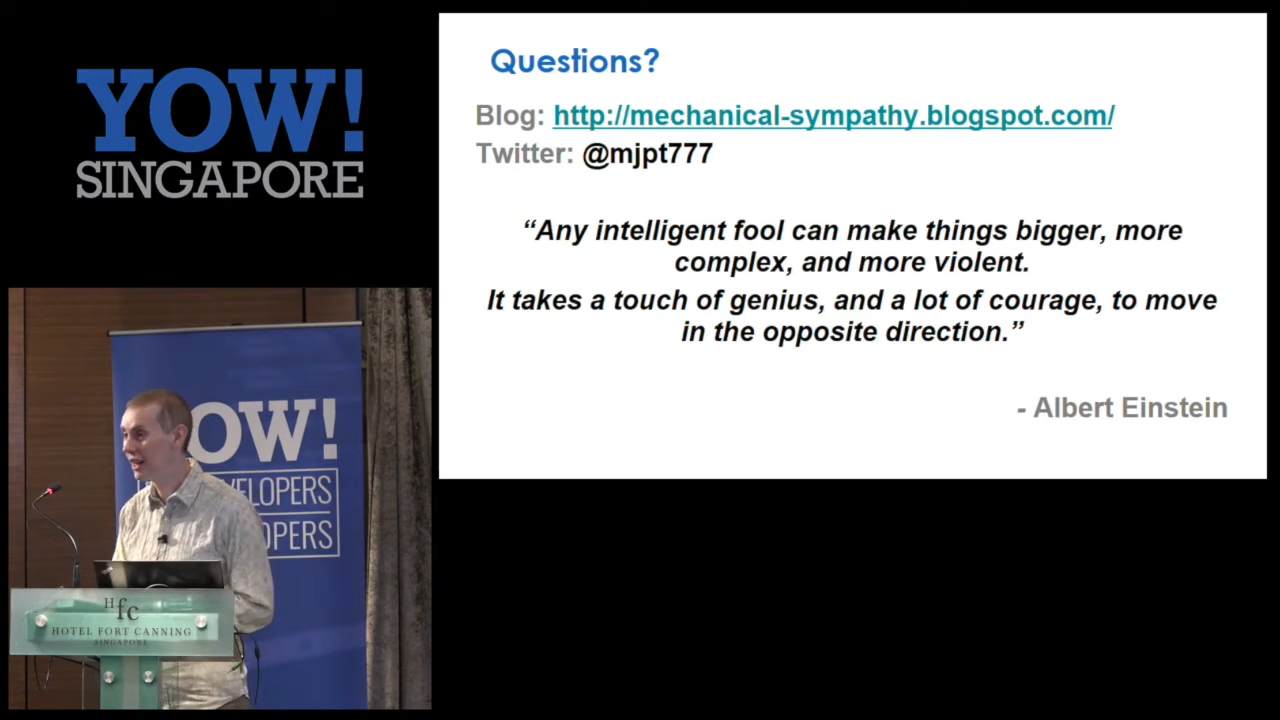 YOW!
SINGAPORE
Questions?
Blog: http://mechanical-sympathy.blogspot.com/
Twitter: @mjpt777
“Any intelligent fool can make things bigger, more
complex, and more violent.
It takes a touch of genius, and a lot of courage, to move
in the opposite direction.”
- Albert Einstein
OW!
VELOPERS
OPERS
Hfc
HOTEL FORT CANNING
SINGAPORE